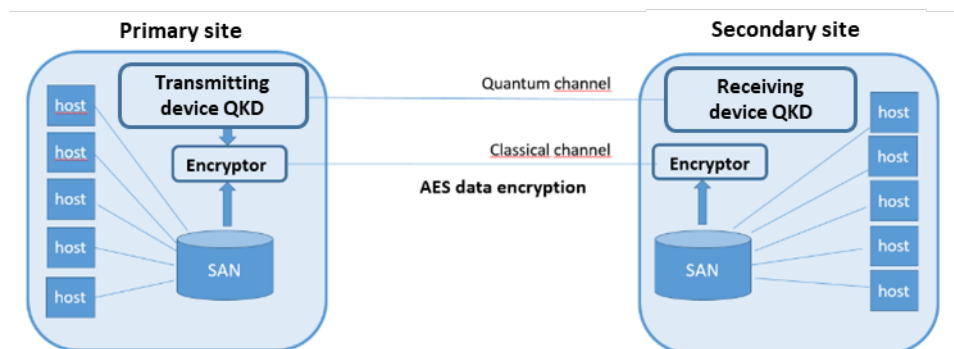 Primary site
Secondary site
Transmitting
device QKD
Quantum channel
Receiving
device QKD
host
host
host
host
host
Encryptor
Classical channel
AES data encryption
Encryptor
SAN
SAN
host
host
host
host
host